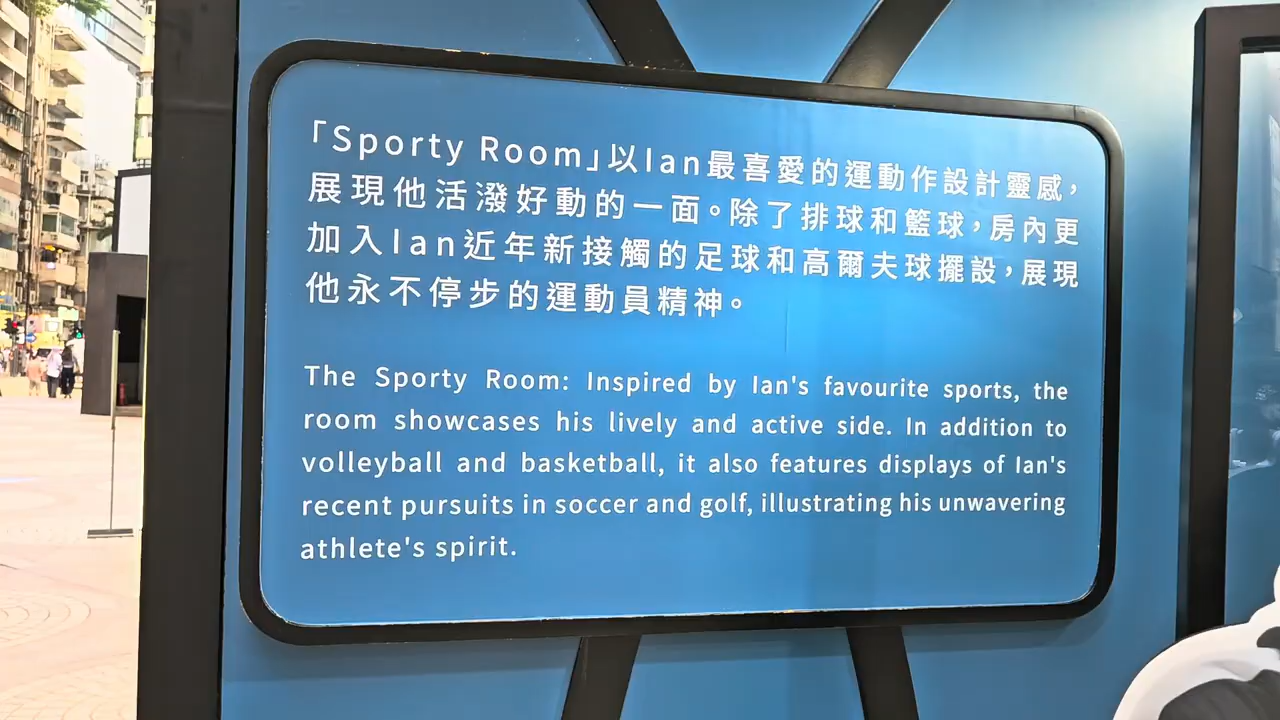 「Sporty Room」以Ian最喜愛的運動作設計靈感,
展現他活潑好動的一面。除了排球和籃球,房內更
加入Ian近年新接觸的足球和高爾夫球擺設,展現
他永不停步的運動員精神。
The Sporty Room: Inspired by Ian's favourite sports, the
room showcases his lively and active side. In addition to
volleyball and basketball, it also features displays of Ian's
recent pursuits in soccer and golf, illustrating his unwavering
athlete's spirit.